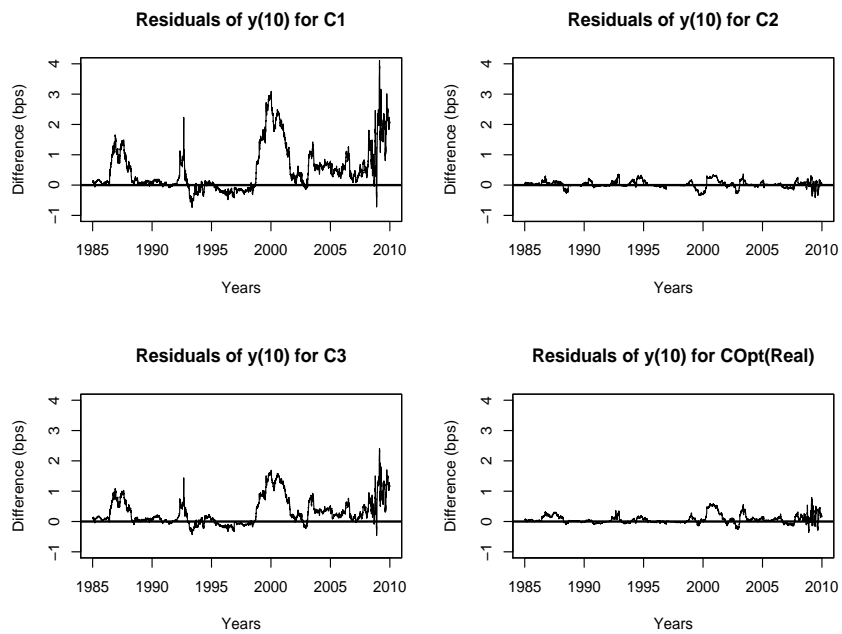 Residuals of y(10) for C1
Difference (bps)
−1 0 1 2 3 4
1985 1990 1995 2000 2005 2010
Years
Residuals of y(10) for C2
Difference (bps)
−1 0 1 2 3 4
1985 1990 1995 2000 2005 2010
Years
Residuals of y(10) for C3
Difference (bps)
−1 0 1 2 3 4
1985 1990 1995 2000 2005 2010
Years
Residuals of y(10) for COpt(Real)
Difference (bps)
−1 0 1 2 3 4
1985 1990 1995 2000 2005 2010
Years